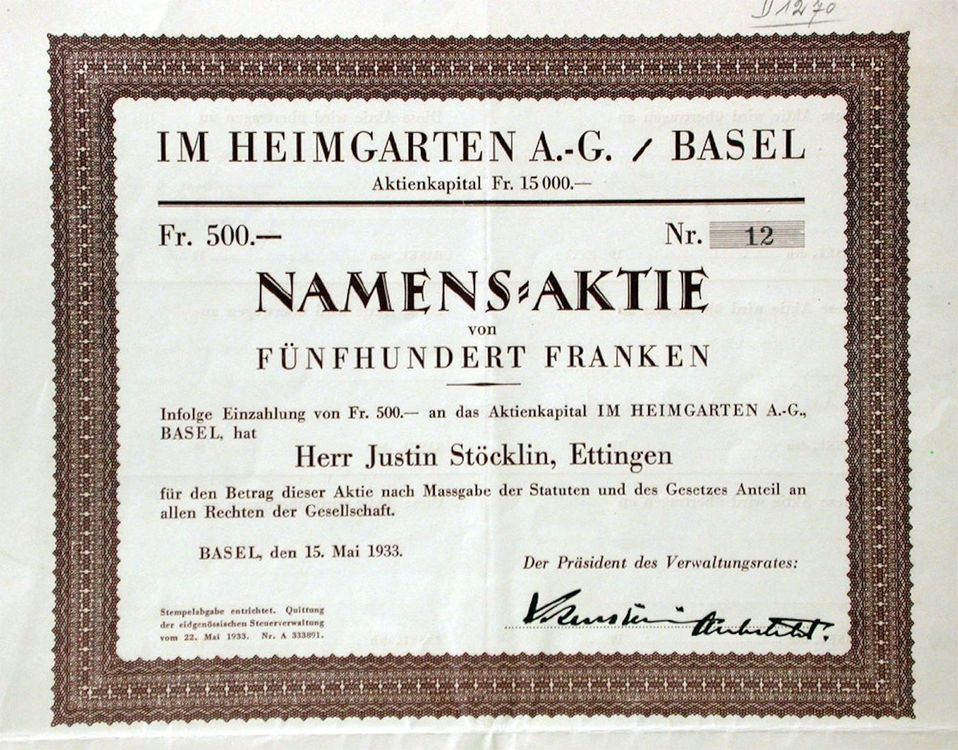 D 1270
IM HEIMGARTEN A.-G. / BASEL
Aktienkapital Fr. 15 000.—
Fr. 500.—
Nr. 12
NAMENS-AKTIE
von
FÜNFHUNDERT FRANKEN
Infolge Einzahlung von Fr. 500.— an das Aktienkapital IM HEIMGARTEN A.-G.,
BASEL, hat
Herr Justin Stöcklin, Ettingen
für den Betrag dieser Aktie nach Massgabe der Statuten und des Gesetzes Anteil an
allen Rechten der Gesellschaft.
BASEL, den 15. Mai 1933.
Der Präsident des Verwaltungsrates:
Stempelabgabe entrichtet. Quittung
der eidgenössischen Steuerverwaltung
vom 22. Mai 1933. Nr. A 333891.